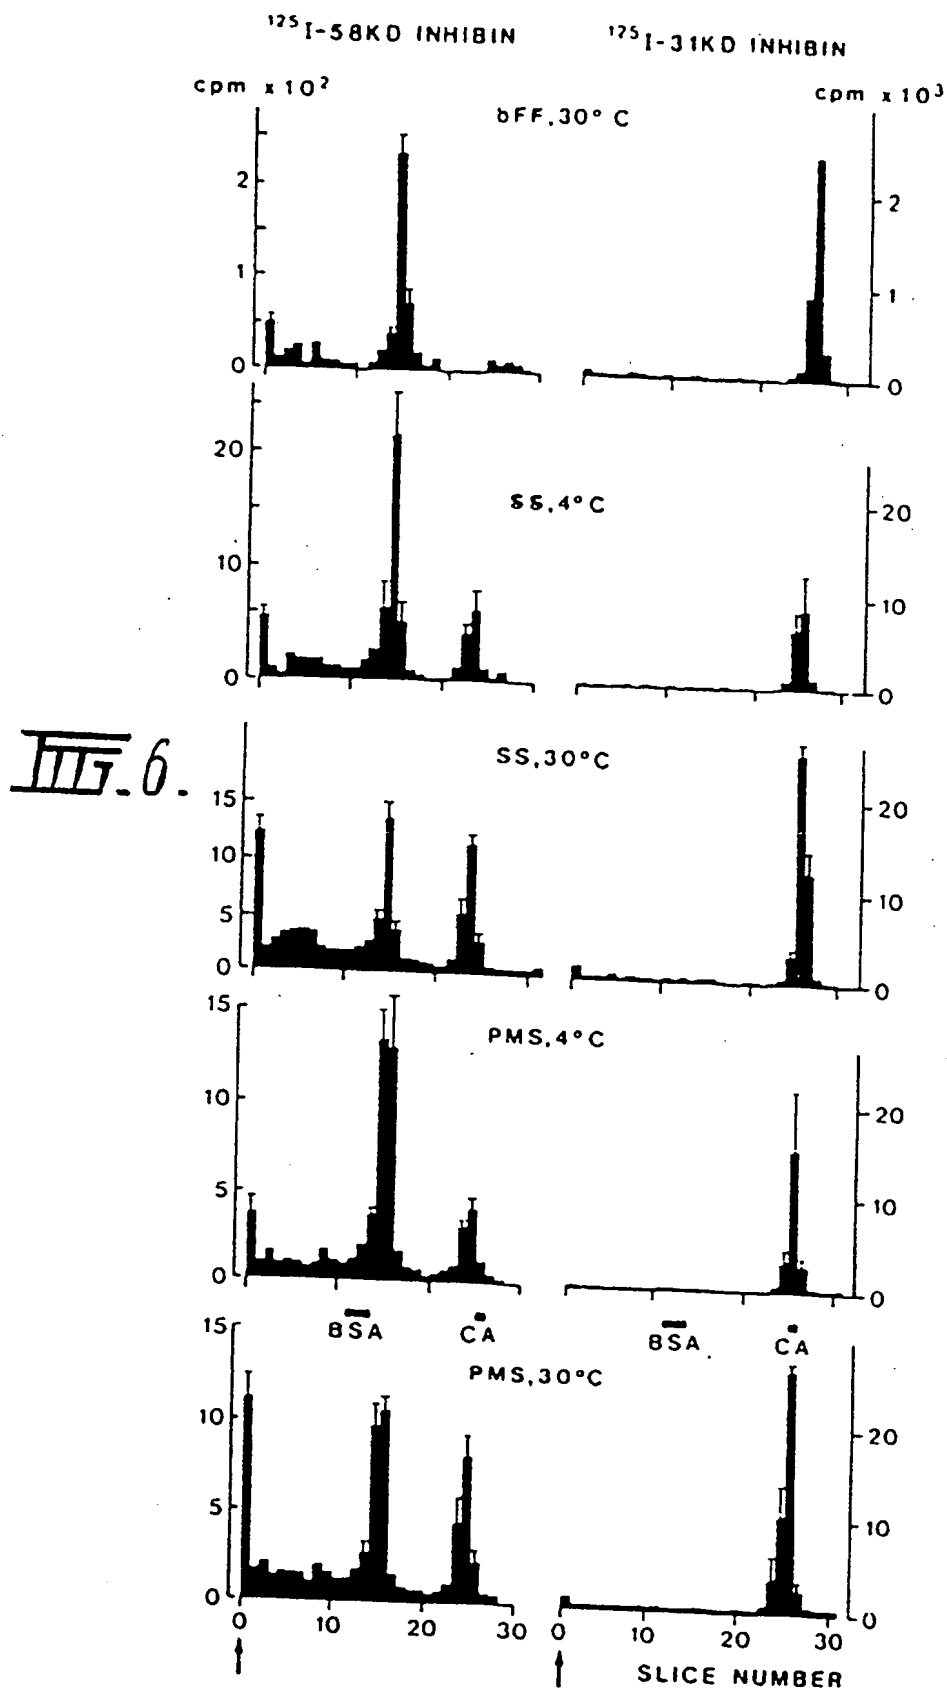 ¹²⁵I-58KD INHIBIN ¹²⁵I-31KD INHIBIN
cpm x 10² cpm x 10³
bFF, 30° C
2 2
1 1
0 0
SS, 4° C
20 20
10 10
0 0
FIG. 6.
SS, 30° C
15 20
10 10
5
0 0
PMS, 4° C
15 20
10 10
5
0 0
BSA CA BSA CA
PMS, 30° C
15
10 20
5 10
0 0
0 10 20 30 0 10 20 30
SLICE NUMBER